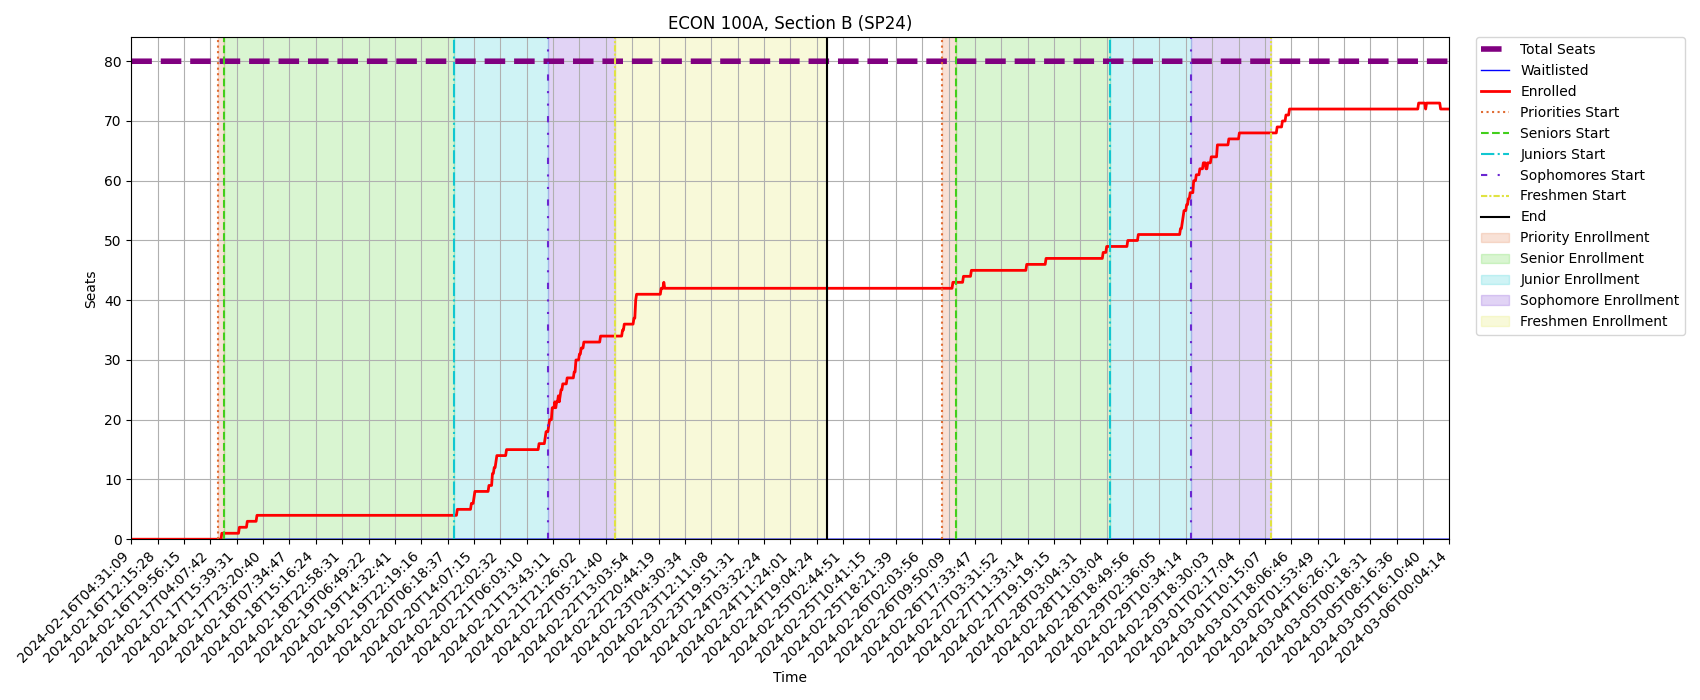 ECON 100A, Section B (SP24)
Total Seats
Waitlisted
Enrolled
Priorities Start
Seniors Start
Juniors Start
Sophomores Start
Freshmen Start
End
Priority Enrollment
Senior Enrollment
Junior Enrollment
Sophomore Enrollment
Freshmen Enrollment
Seats
80
70
60
50
40
30
20
10
0
2024-02-16T04:31:09
2024-02-16T12:15:28
2024-02-16T19:56:15
2024-02-17T04:07:42
2024-02-17T15:39:31
2024-02-17T23:20:40
2024-02-18T07:34:47
2024-02-18T15:16:24
2024-02-18T22:58:31
2024-02-19T06:49:22
2024-02-19T14:32:41
2024-02-19T22:19:16
2024-02-20T06:18:37
2024-02-20T14:07:15
2024-02-20T22:02:32
2024-02-21T06:03:10
2024-02-21T13:43:11
2024-02-21T21:26:02
2024-02-22T05:21:40
2024-02-22T13:03:54
2024-02-22T20:44:19
2024-02-23T04:30:34
2024-02-23T12:11:08
2024-02-23T19:51:31
2024-02-24T03:32:24
2024-02-24T11:24:01
2024-02-24T19:04:24
2024-02-25T02:44:51
2024-02-25T10:41:15
2024-02-25T18:21:39
2024-02-26T02:03:56
2024-02-26T09:50:09
2024-02-26T17:33:47
2024-02-27T03:31:52
2024-02-27T11:33:14
2024-02-27T19:19:15
2024-02-28T03:04:31
2024-02-28T11:03:04
2024-02-28T18:49:56
2024-02-29T02:36:05
2024-02-29T10:34:14
2024-02-29T18:30:03
2024-03-01T02:17:04
2024-03-01T10:15:07
2024-03-01T18:06:46
2024-03-02T01:53:49
2024-03-04T16:26:12
2024-03-05T00:18:31
2024-03-05T08:16:36
2024-03-05T16:10:40
2024-03-06T00:04:14
Time